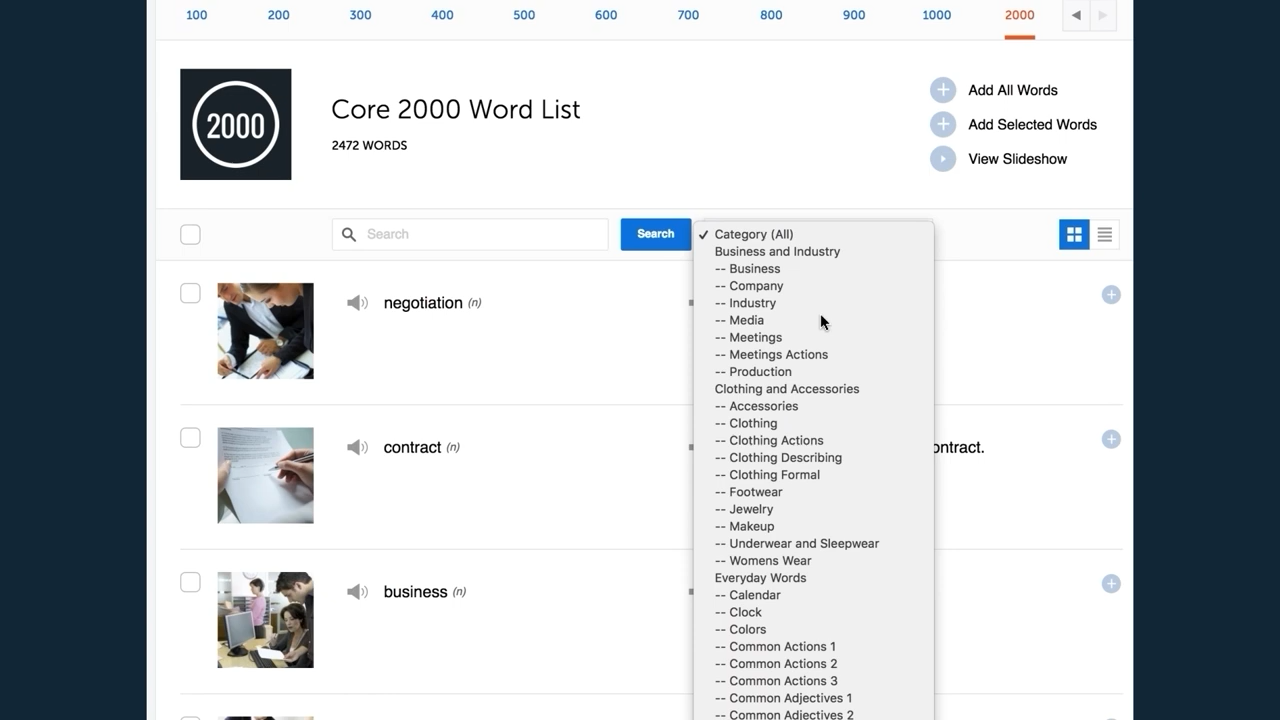 100 200 300 400 500 600 700 800 900 1000 2000
2000
Core 2000 Word List
2472 WORDS
Add All Words
Add Selected Words
View Slideshow
Search
Search
Category (All)
Business and Industry
-- Business
-- Company
-- Industry
-- Media
-- Meetings
-- Meetings Actions
-- Production
Clothing and Accessories
-- Accessories
-- Clothing
-- Clothing Actions
-- Clothing Describing
-- Clothing Formal
-- Footwear
-- Jewelry
-- Makeup
-- Underwear and Sleepwear
-- Womens Wear
Everyday Words
-- Calendar
-- Clock
-- Colors
-- Common Actions 1
-- Common Actions 2
-- Common Actions 3
-- Common Adjectives 1
-- Common Adjectives 2
negotiation (n)
contract (n)
ontract.
business (n)